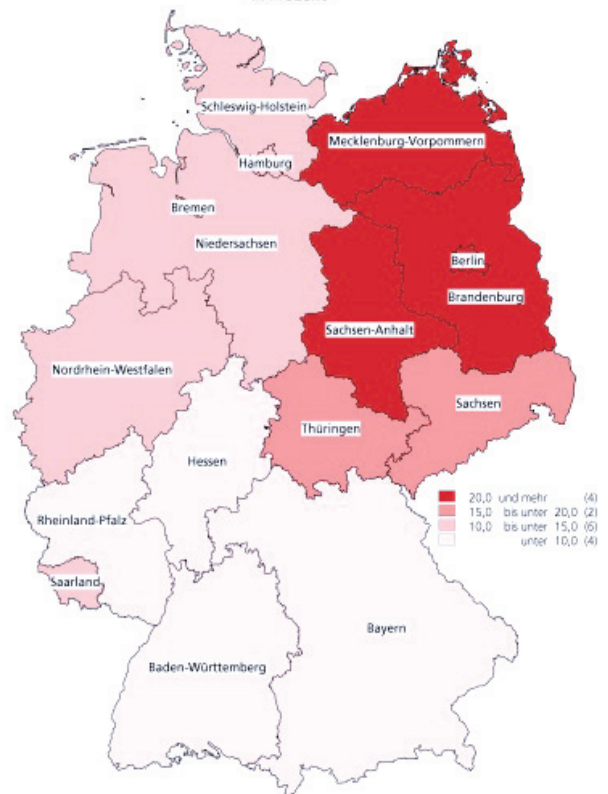 Schleswig-Holstein
Mecklenburg-Vorpommern
Hamburg
Bremen
Niedersachsen
Berlin
Brandenburg
Sachsen-Anhalt
Nordrhein-Westfalen
Sachsen
Thüringen
Hessen
20,0 und mehr (4)
15,0 bis unter 20,0 (2)
10,0 bis unter 15,0 (6)
unter 10,0 (4)
Rheinland-Pfalz
Saarland
Bayern
Baden-Württemberg